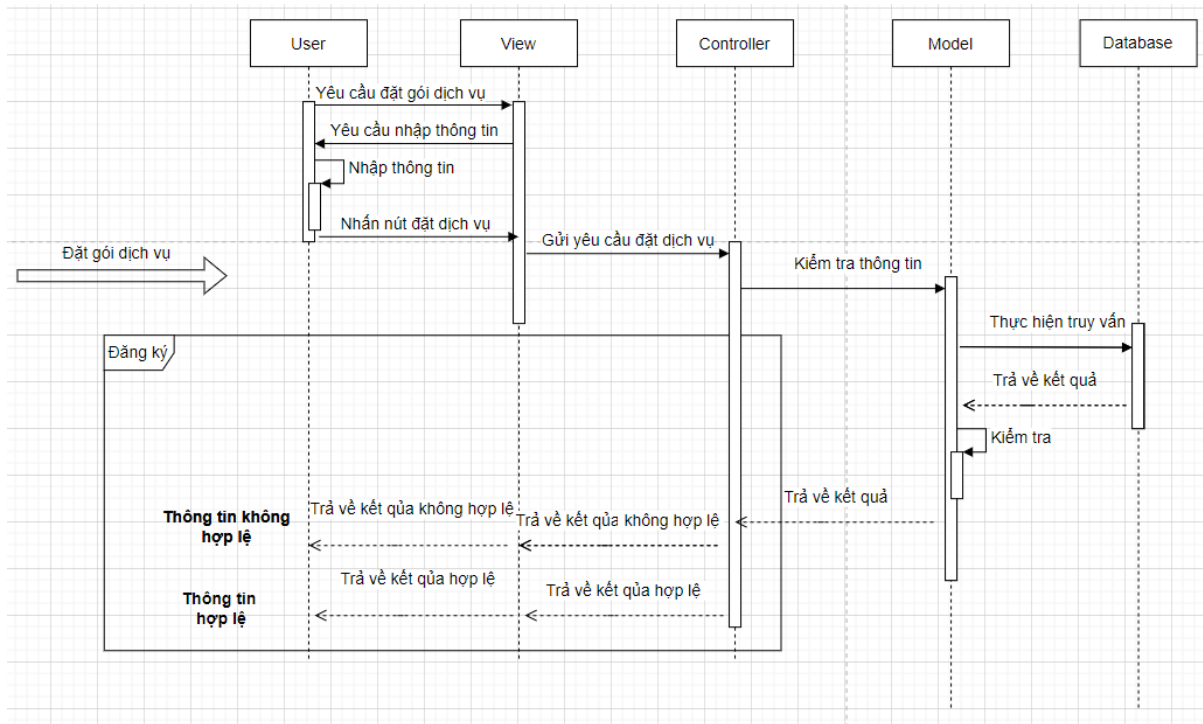 User
View
Controller
Model
Database
Yêu cầu đặt gói dịch vụ
Yêu cầu nhập thông tin
Nhập thông tin
Nhấn nút đặt dịch vụ
Gửi yêu cầu đặt dịch vụ
Đặt gói dịch vụ
Kiểm tra thông tin
Thực hiện truy vấn
Đăng ký
Trả về kết quả
Kiểm tra
Trả về kết quả
Thông tin không
hợp lệ
Trả về kết qủa không hợp lệ
Trả về kết qủa không hợp lệ
Trả về kết qủa hợp lệ
Trả về kết qủa hợp lệ
Thông tin
hợp lệ